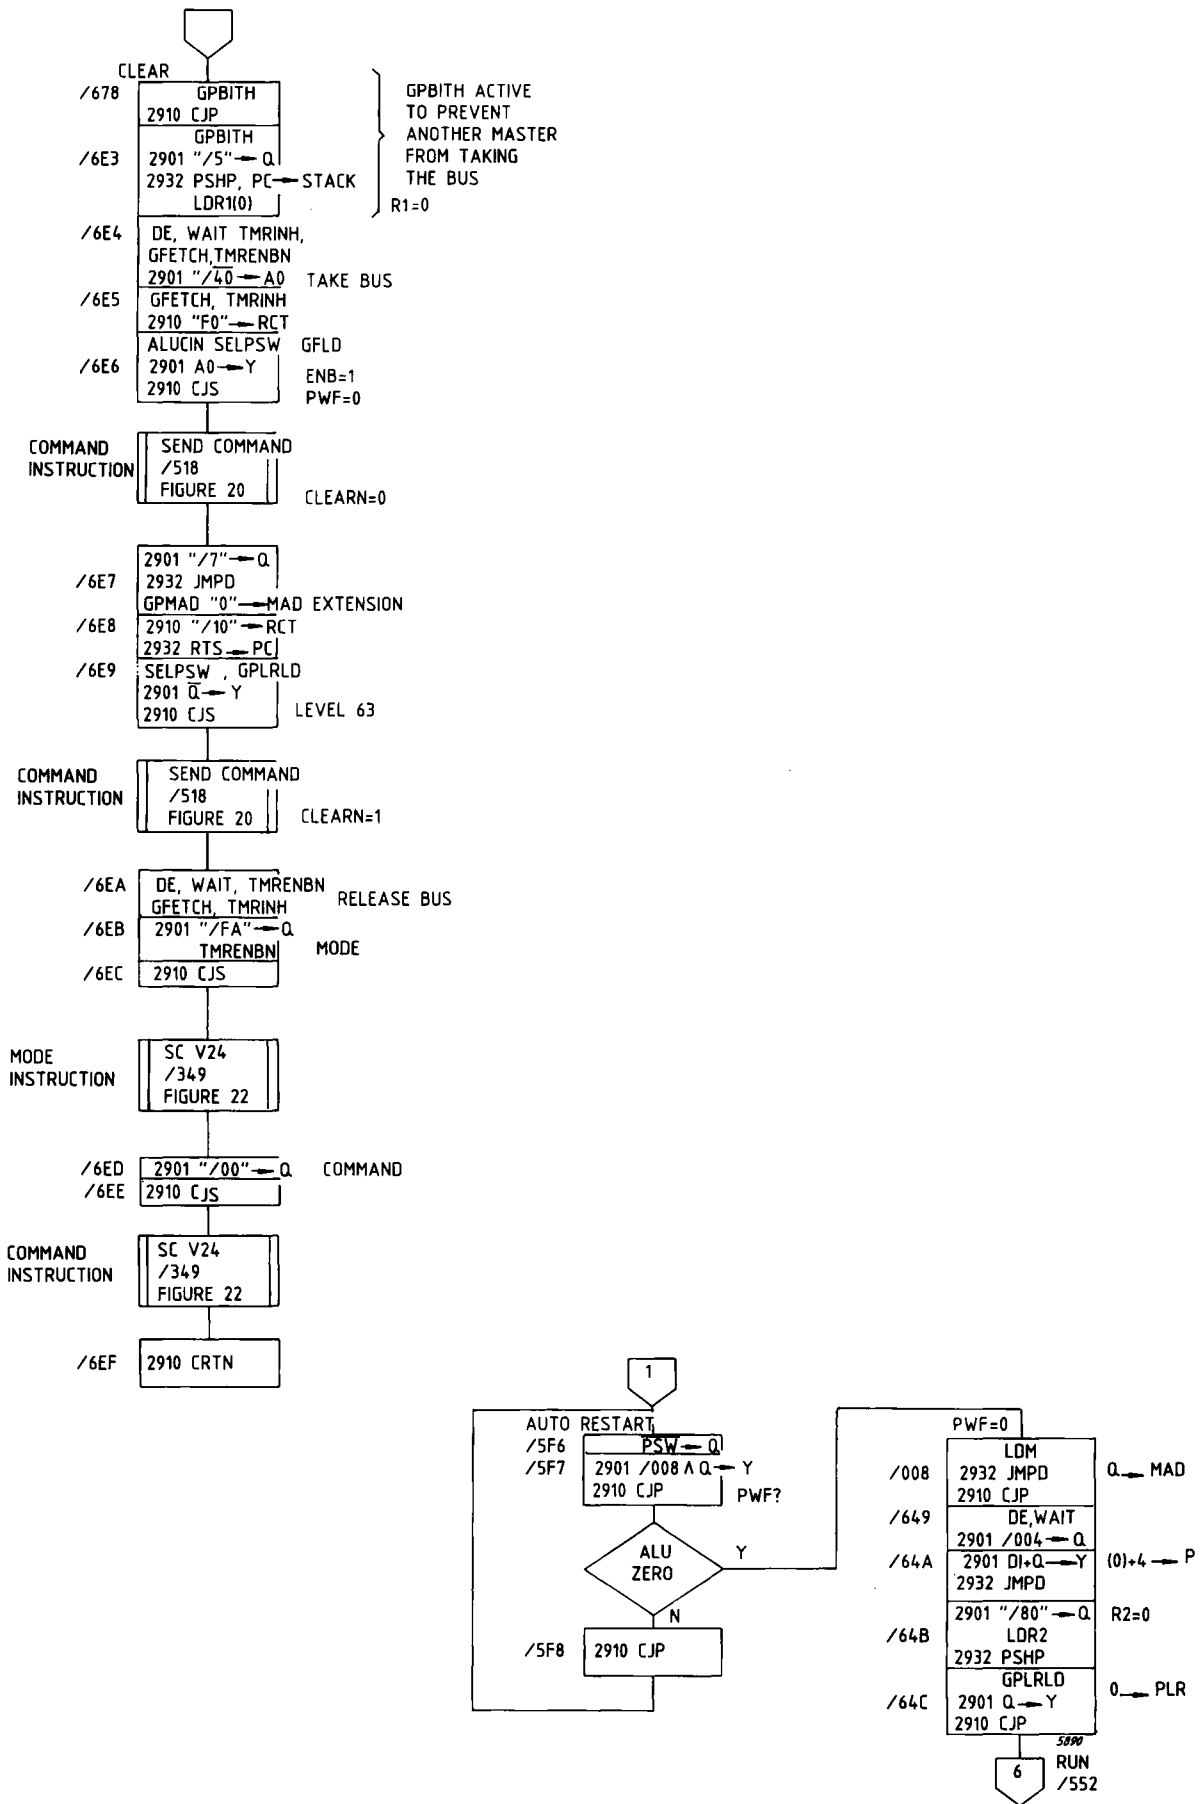 CLEAR
/678 GPBITH
2910 CJP
GPBITH
/6E3 2901 "/5"→Q
2932 PSHP, PC→STACK
LDR1(0)
GPBITH ACTIVE
TO PREVENT
ANOTHER MASTER
FROM TAKING
THE BUS
R1=0
/6E4 DE, WAIT TMRINH,
GFETCH,TMRENBN
2901 "/4̅0̅→A0 TAKE BUS
/6E5 GFETCH, TMRINH
2910 "F0"→RCT
ALUCIN SELPSW GFLD
/6E6 2901 A0→Y
2910 CJS
ENB=1
PWF=0
COMMAND
INSTRUCTION
SEND COMMAND
/518
FIGURE 20
CLEARN=0
2901 "/7"→Q
/6E7 2932 JMPD
GPMAD "0"→MAD EXTENSION
/6E8 2910 "/10"→RCT
2932 RTS→PC
/6E9 SELPSW , GPLRLD
2901 Q̅→Y
2910 CJS LEVEL 63
COMMAND
INSTRUCTION
SEND COMMAND
/518
FIGURE 20
CLEARN=1
/6EA DE, WAIT, TMRENBN
GFETCH, TMRINH
RELEASE BUS
/6EB 2901 "/FA"→Q
TMRENBN MODE
/6EC 2910 CJS
MODE
INSTRUCTION
SC V24
/349
FIGURE 22
/6ED 2901 "/00"→Q COMMAND
/6EE 2910 CJS
COMMAND
INSTRUCTION
SC V24
/349
FIGURE 22
/6EF 2910 CRTN
1
AUTO RESTART
/5F6 P̅S̅W̅→Q
/5F7 2901 /008 ∧ Q→Y
2910 CJP PWF?
ALU
ZERO
Y
N
/5F8 2910 CJP
PWF=0
LDM
/008 2932 JMPD Q→MAD
2910 CJP
/649 DE,WAIT
2901 /004→Q
/64A 2901 DI+Q→Y (0)+4→P
2932 JMPD
2901 "/80"→Q R2=0
/64B LDR2
2932 PSHP
GPLRLD 0→PLR
/64C 2901 Q→Y
2910 CJP
5890
6 RUN
/552